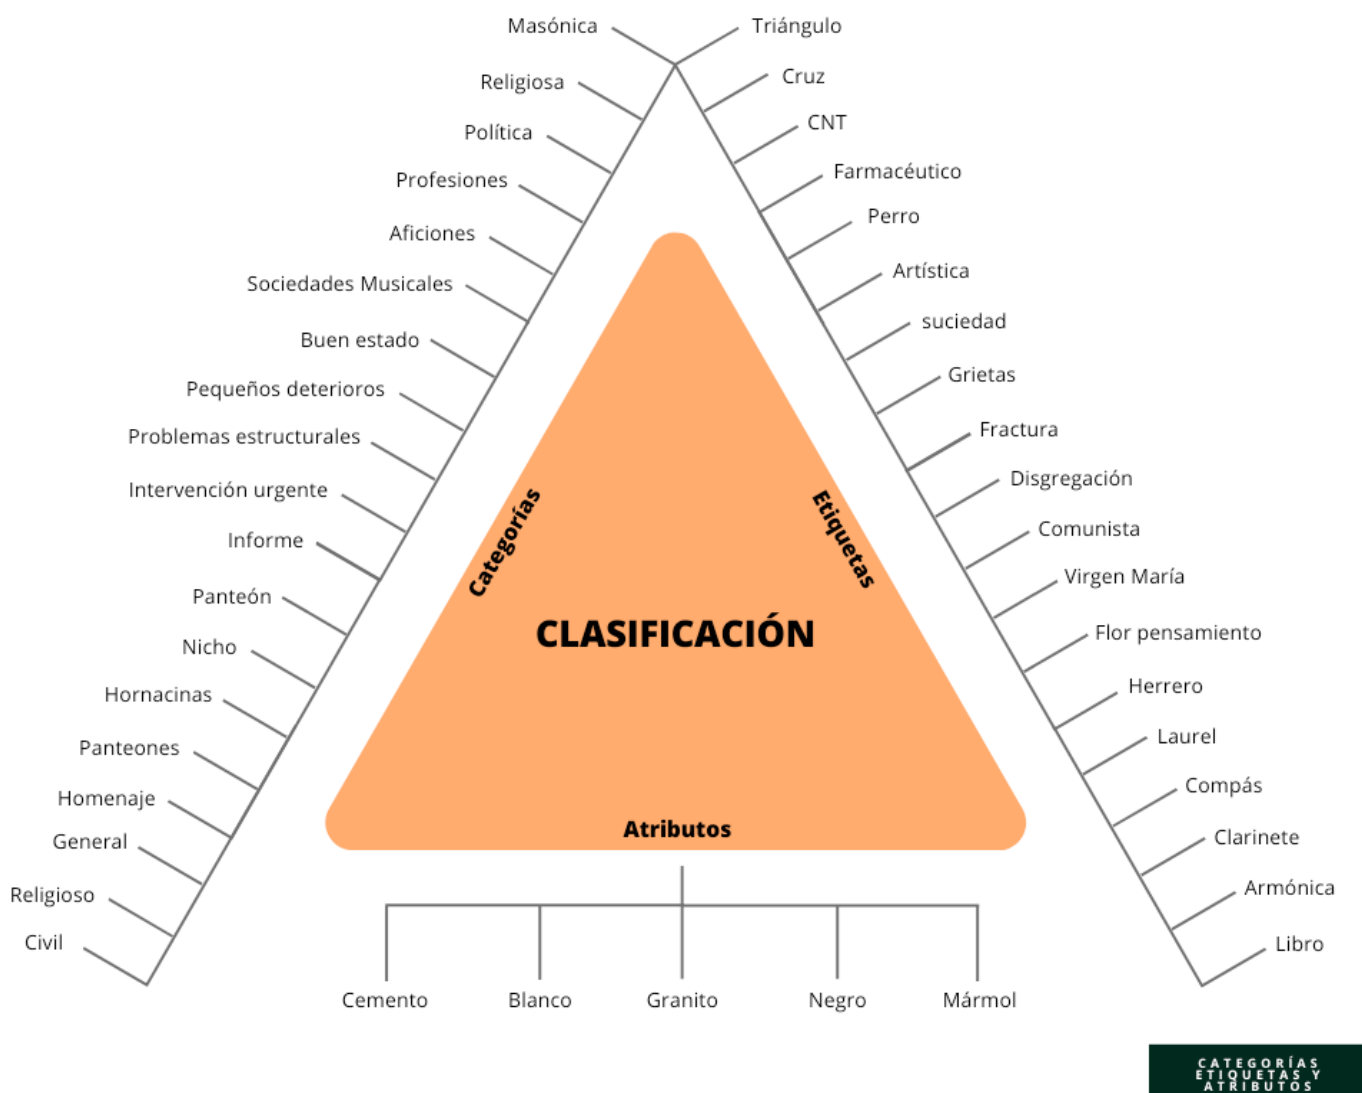 Masónica
Religiosa
Política
Profesiones
Aficiones
Sociedades Musicales
Buen estado
Pequeños deterioros
Problemas estructurales
Intervención urgente
Informe
Panteón
Nicho
Hornacinas
Panteones
Homenaje
General
Religioso
Civil
Triángulo
Cruz
CNT
Farmacéutico
Perro
Artística
suciedad
Grietas
Fractura
Disgregación
Comunista
Virgen María
Flor pensamiento
Herrero
Laurel
Compás
Clarinete
Armónica
Libro
Categorías
Etiquetas
CLASIFICACIÓN
Atributos
Cemento
Blanco
Granito
Negro
Mármol
CATEGORÍAS
ETIQUETAS Y
ATRIBUTOS